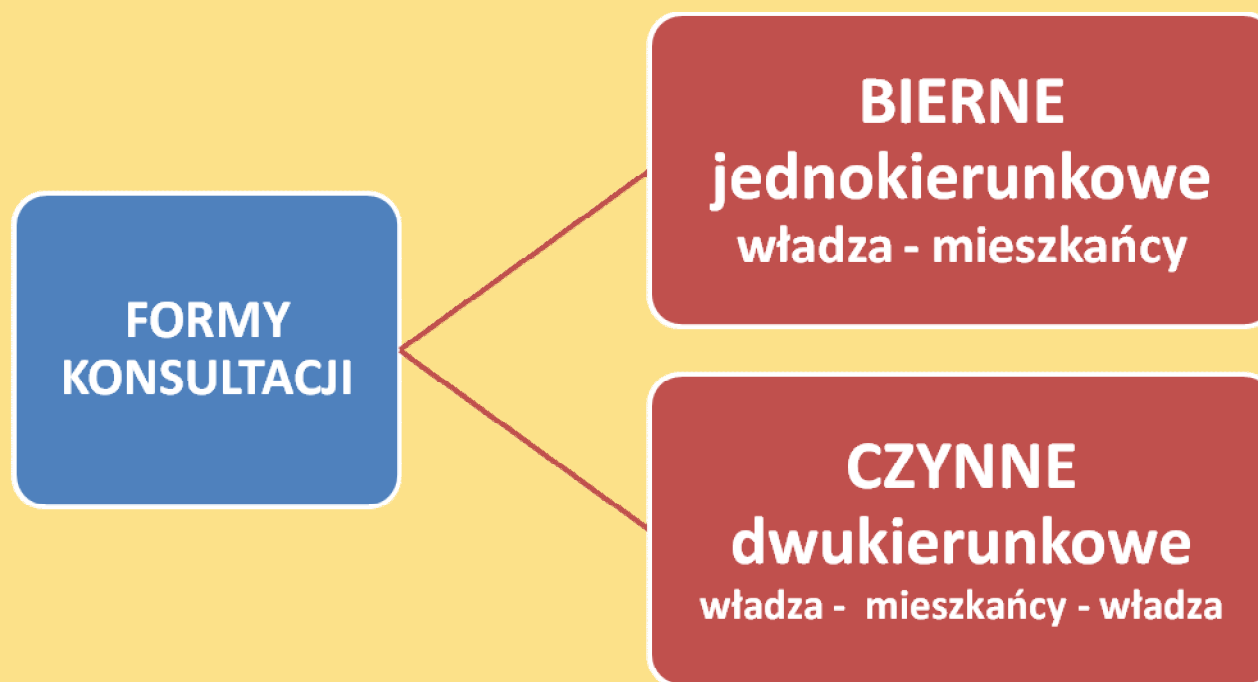 FORMY
KONSULTACJI
BIERNE
jednokierunkowe
władza - mieszkańcy
CZYNNE
dwukierunkowe
władza - mieszkańcy - władza